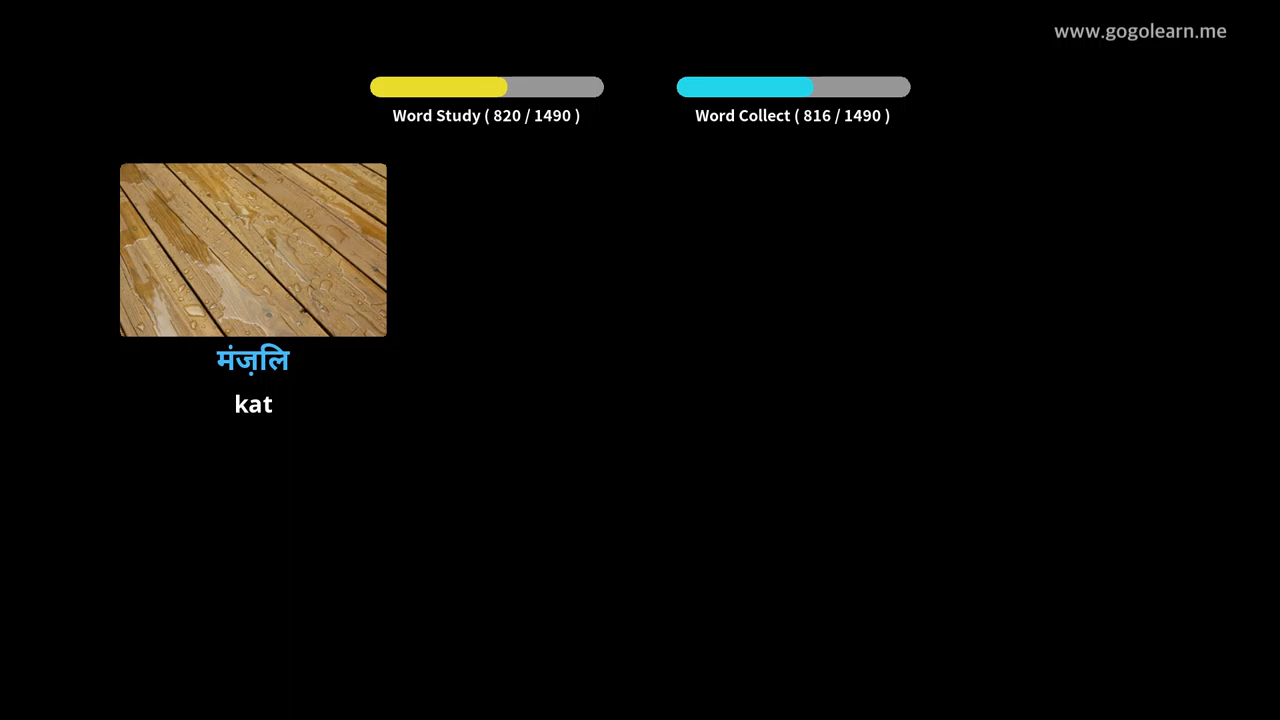 www.gogolearn.me
Word Study ( 820 / 1490 )
Word Collect ( 816 / 1490 )
मंज़लि
kat